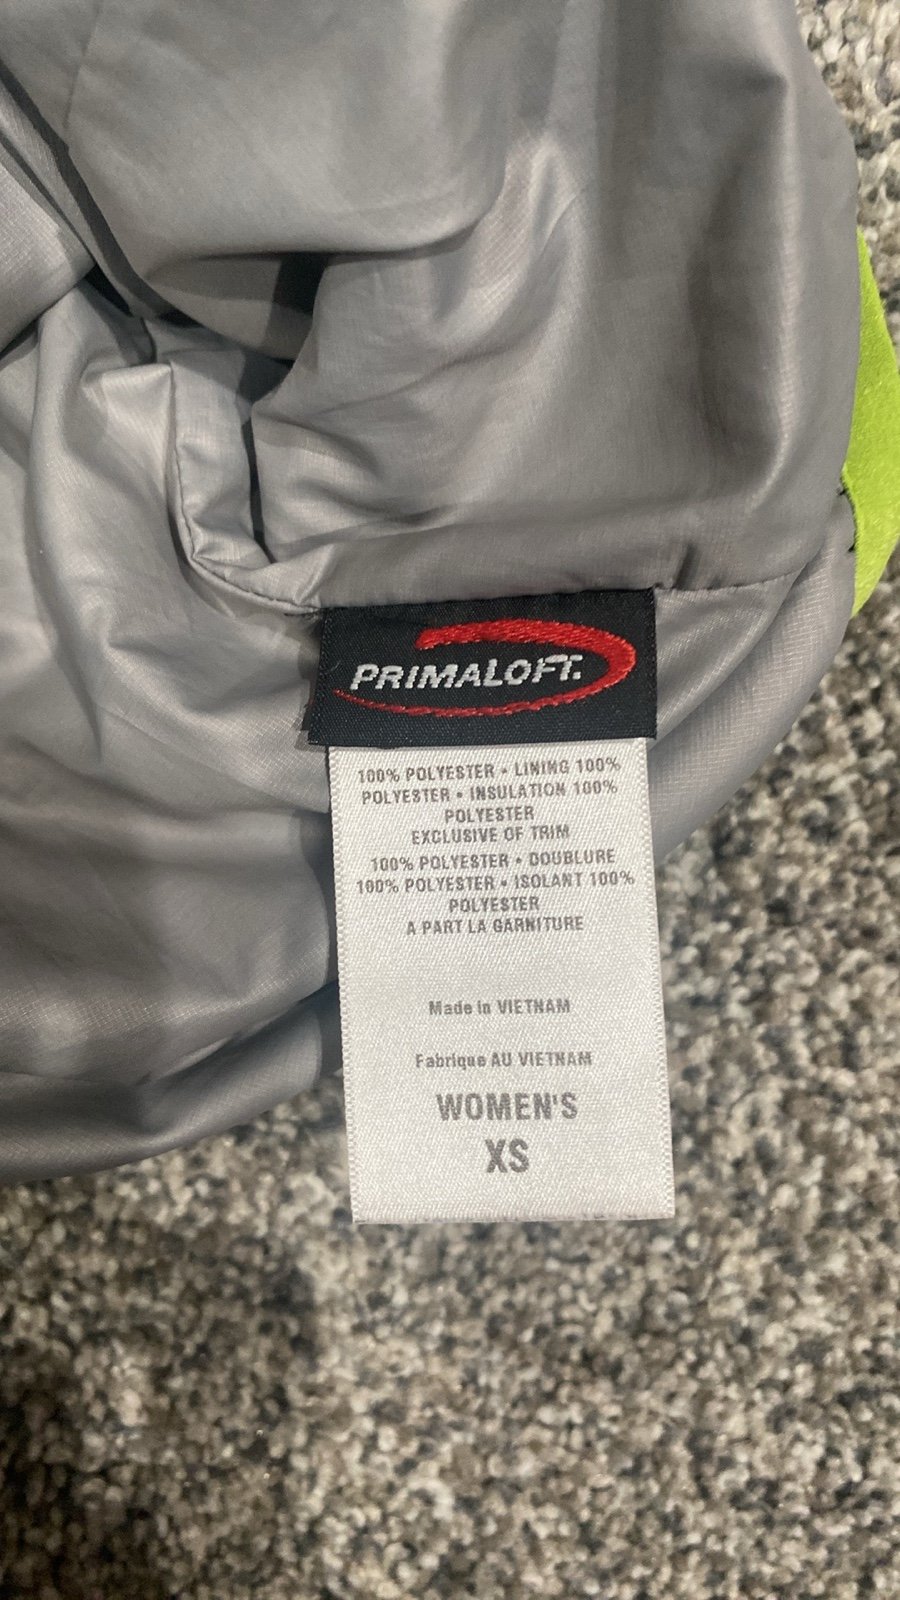 PRIMALOFT.
100% POLYESTER • LINING 100%
POLYESTER • INSULATION 100%
POLYESTER
EXCLUSIVE OF TRIM
100% POLYESTER • DOUBLURE
100% POLYESTER • ISOLANT 100%
POLYESTER
A PART LA GARNITURE
Made in VIETNAM
Fabrique AU VIETNAM
WOMEN'S
XS